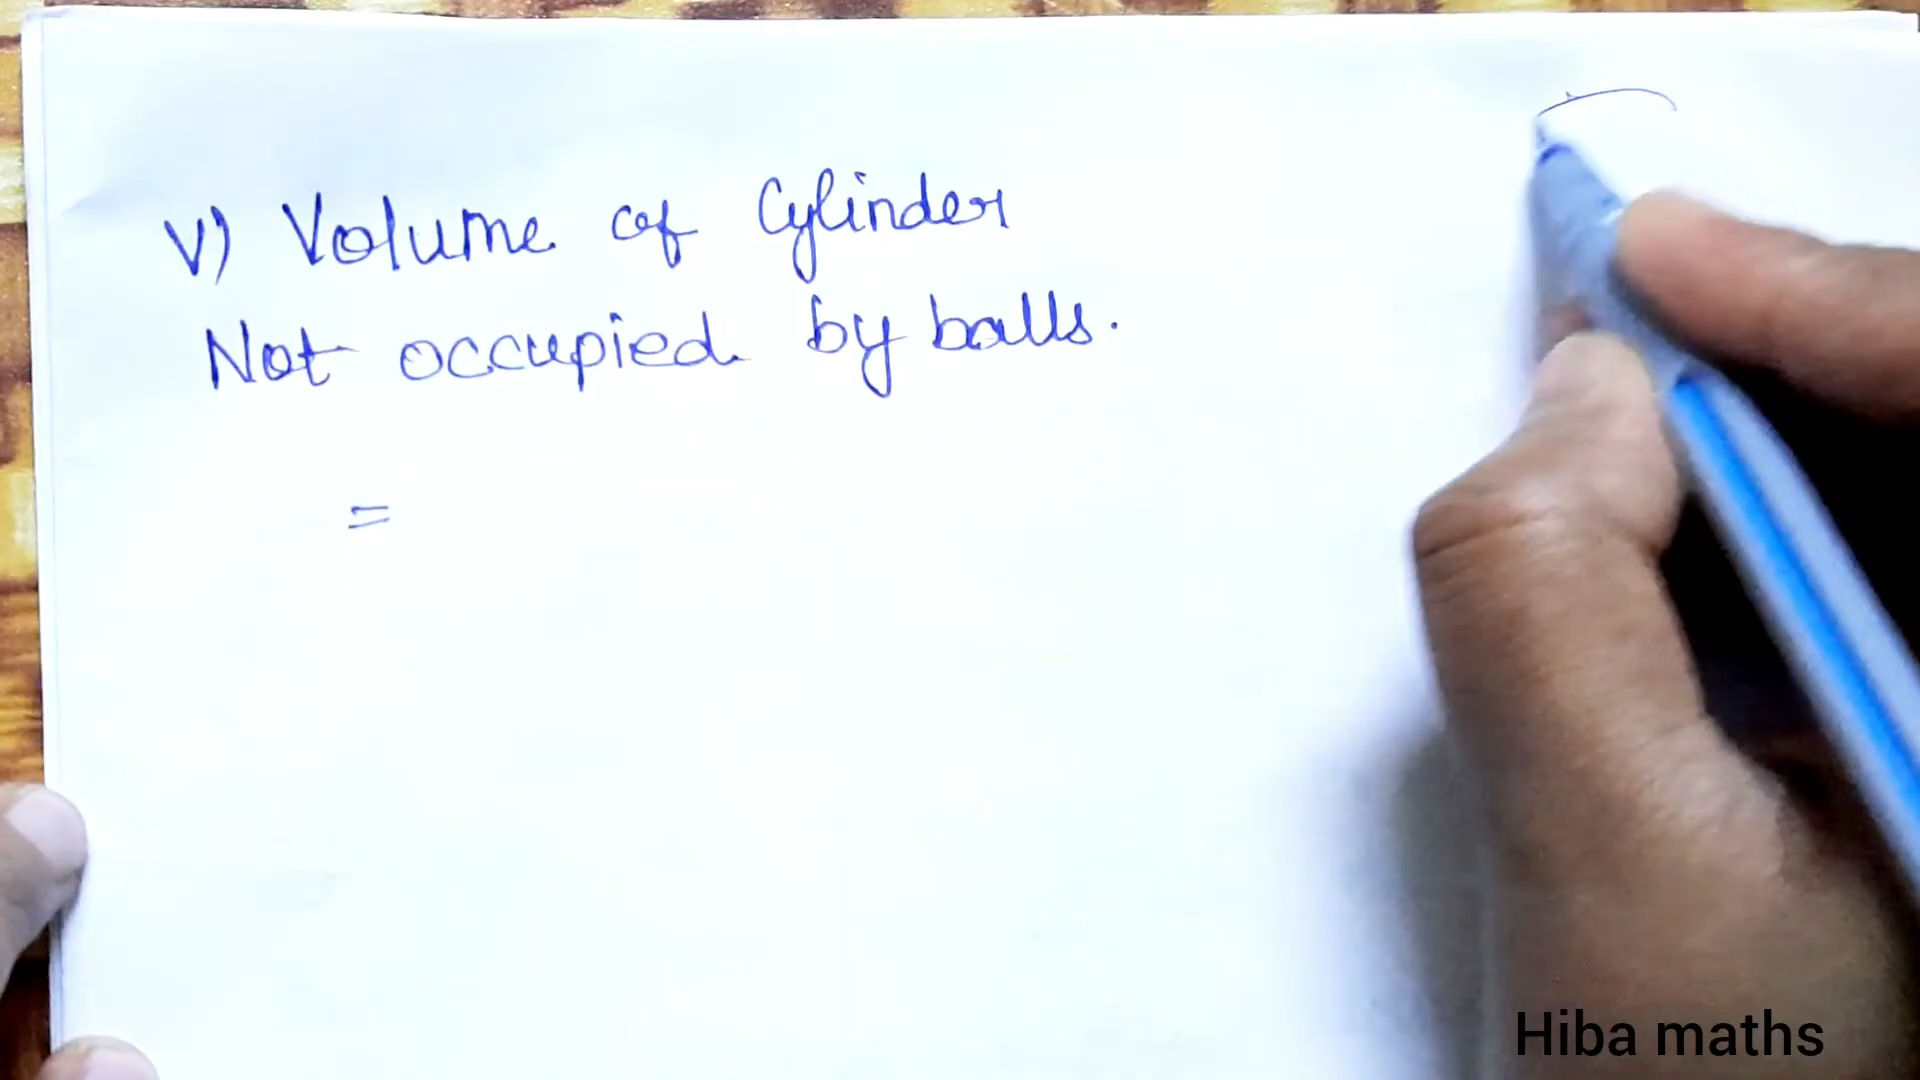 V) Volume of Cylinder
Not occupied by balls.
=
Hiba maths